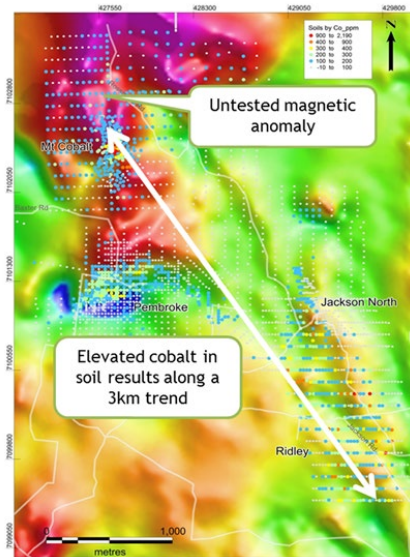 427550
428300
429050
429800
Soils by Co_ppm
900 to 2,190
400 to 900
300 to 400
200 to 300
100 to 200
-10 to 100
7102800
7102050
7101300
7100550
7099800
7099050
Untested magnetic
anomaly
Mt Cobalt
Pembroke
Jackson North
Elevated cobalt in
soil results along a
3km trend
Ridley
0
1,000
metres